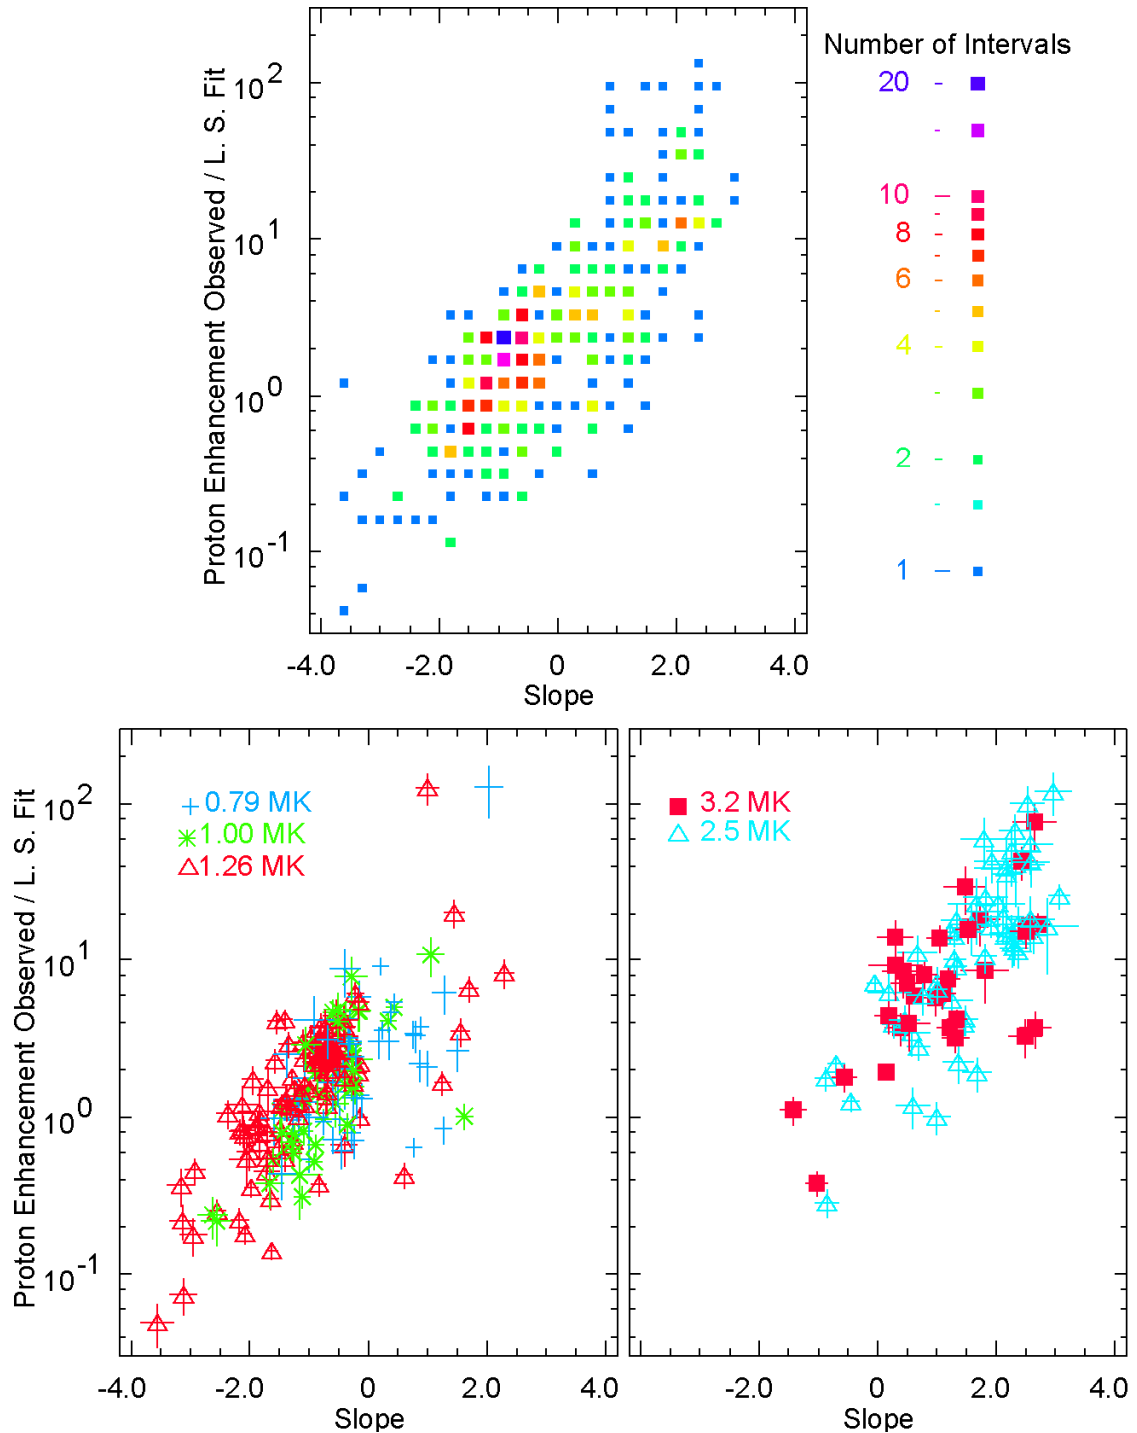 Number of Intervals
20
10
8
6
4
2
1
Proton Enhancement Observed / L. S. Fit
10^2
10^1
10^0
10^-1
-4.0 -2.0 0 2.0 4.0
Slope
Proton Enhancement Observed / L. S. Fit
10^2
10^1
10^0
10^-1
0.79 MK
1.00 MK
1.26 MK
-4.0 -2.0 0 2.0 4.0
Slope
3.2 MK
2.5 MK
-2.0 0 2.0 4.0
Slope